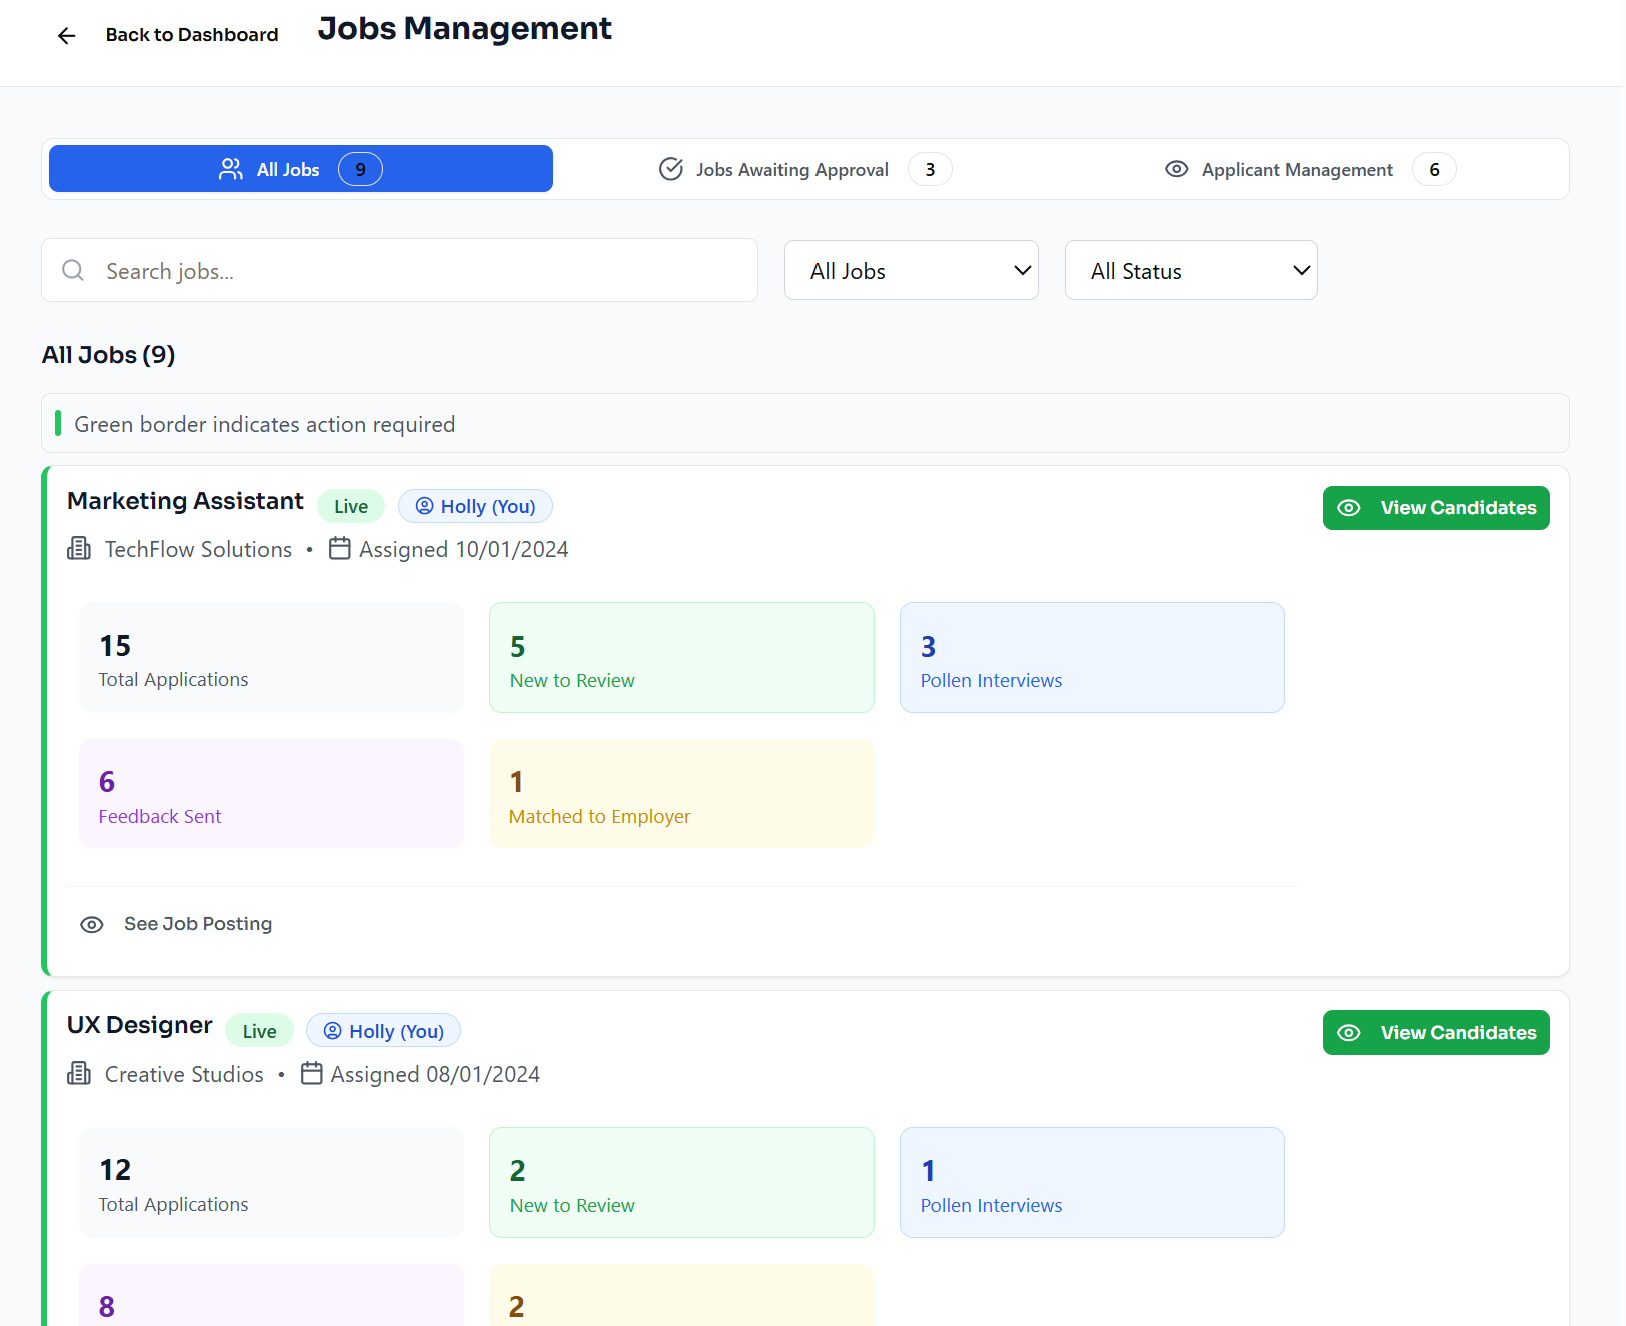 Back to Dashboard
Jobs Management
All Jobs 9
Jobs Awaiting Approval 3
Applicant Management 6
Search jobs...
All Jobs
All Status
All Jobs (9)
Green border indicates action required
Marketing Assistant Live Holly (You)
View Candidates
TechFlow Solutions • Assigned 10/01/2024
15
Total Applications
5
New to Review
3
Pollen Interviews
6
Feedback Sent
1
Matched to Employer
See Job Posting
UX Designer Live Holly (You)
View Candidates
Creative Studios • Assigned 08/01/2024
12
Total Applications
2
New to Review
1
Pollen Interviews
8
2